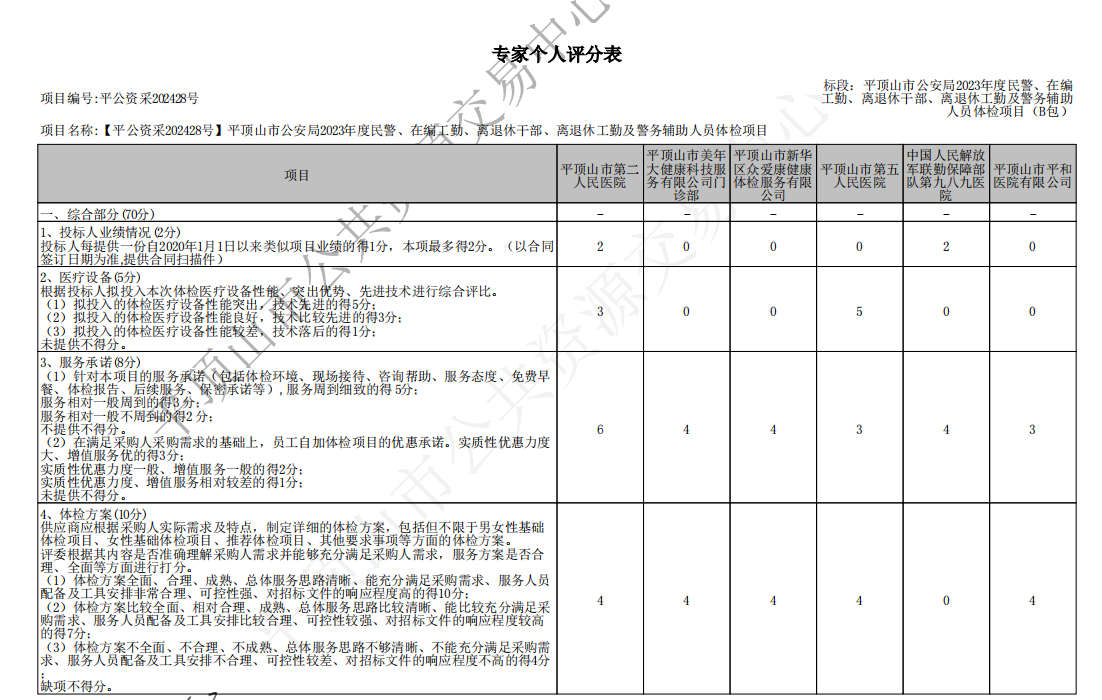 专家个人评分表
项目编号:平公资采202428号
标段：平顶山市公安局2023年度民警、在编
工勤、离退休干部、离退休工勤及警务辅助
人员体检项目（B包）
项目名称:【平公资采202428号】平顶山市公安局2023年度民警、在编工勤、离退休干部、离退休工勤及警务辅助人员体检项目
项目
平顶山市第二
人民医院
平顶山市美年
大健康科技服
务有限公司门
诊部
平顶山市新华
区众爱康健康
体检服务有限
公司
平顶山市第五
人民医院
中国人民解放
军联勤保障部
队第九八九医
院
平顶山市平和
医院有限公司
一、综合部分(70分) – – – – – –
1、投标人业绩情况(2分)
投标人每提供一份自2020年1月1日以来类似项目业绩的得1分，本项最多得2分。（以合同
签订日期为准,提供合同扫描件）
2 0 0 0 2 0
2、医疗设备(5分)
根据投标人拟投入本次体检医疗设备性能、突出优势、先进技术进行综合评比。
（1）拟投入的体检医疗设备性能突出，技术先进的得5分；
（2）拟投入的体检医疗设备性能良好，技术比较先进的得3分；
（3）拟投入的体检医疗设备性能较差，技术落后的得1分；
未提供不得分。
3 0 0 5 0 0
3、服务承诺(8分)
（1）针对本项目的服务承诺（包括体检环境、现场接待、咨询帮助、服务态度、免费早
餐、体检报告、后续服务、保密承诺等）,服务周到细致的得 5分；
服务相对一般周到的得3 分；
服务相对一般不周到的得2 分；
不提供不得分。
（2）在满足采购人采购需求的基础上，员工自加体检项目的优惠承诺。实质性优惠力度
大、增值服务优的得3分；
实质性优惠力度一般、增值服务一般的得2分；
实质性优惠力度、增值服务相对较差的得1分；
未提供不得分。
6 4 4 3 4 3
4、体检方案(10分)
供应商应根据采购人实际需求及特点，制定详细的体检方案，包括但不限于男女性基础
体检项目、女性基础体检项目、推荐体检项目、其他要求事项等方面的体检方案。
评委根据其内容是否准确理解采购人需求并能够充分满足采购人需求，服务方案是否合
理、全面等方面进行打分。
（1）体检方案全面、合理、成熟、总体服务思路清晰、能充分满足采购需求、服务人员
配备及工具安排非常合理、可控性强、对招标文件的响应程度高的得10分；
（2）体检方案比较全面、相对合理、成熟、总体服务思路比较清晰、能比较充分满足采
购需求、服务人员配备及工具安排比较合理、可控性较强、对招标文件的响应程度较高
的得7分；
（3）体检方案不全面、不合理、不成熟、总体服务思路不够清晰、不能充分满足采购需
求、服务人员配备及工具安排不合理、可控性较差、对招标文件的响应程度不高的得4分
；
缺项不得分。
4 4 4 4 0 4
平顶山市公共资源交易中心
平顶山市公共资源交易中心